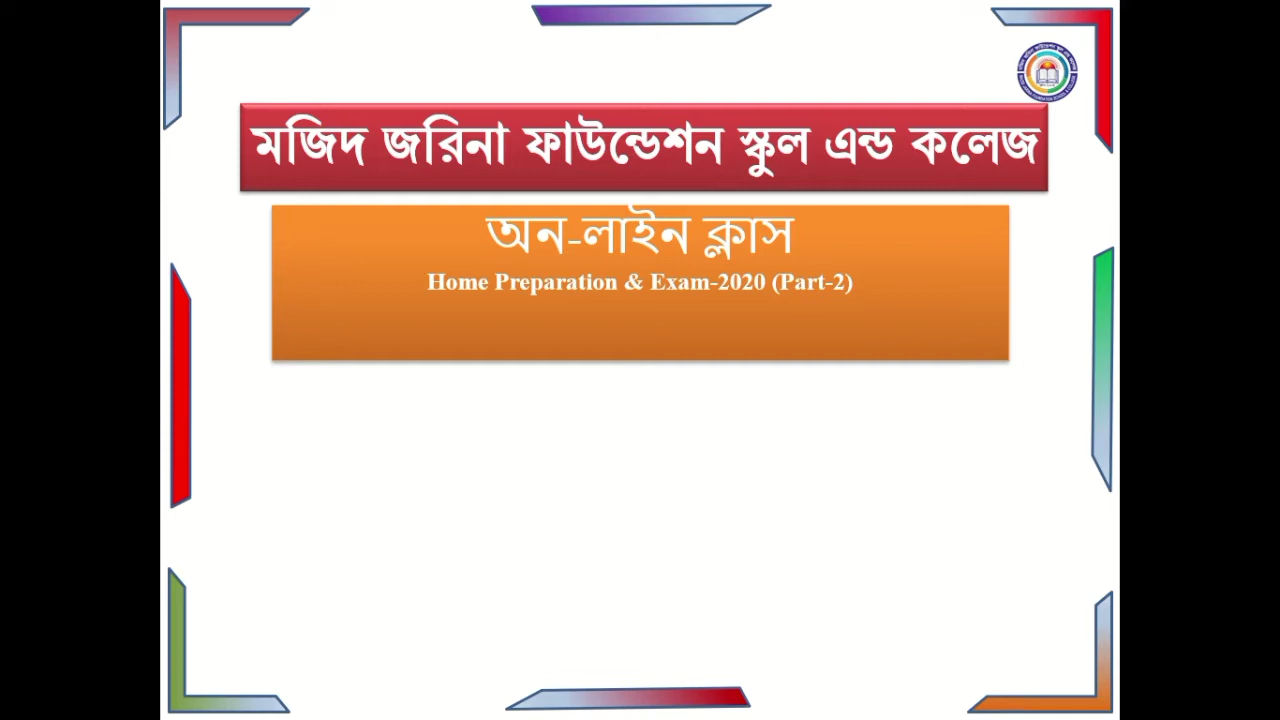 মজিদ জরিনা ফাউন্ডেশন স্কুল এন্ড কলেজ
অন-লাইন ক্লাস
Home Preparation & Exam-2020 (Part-2)